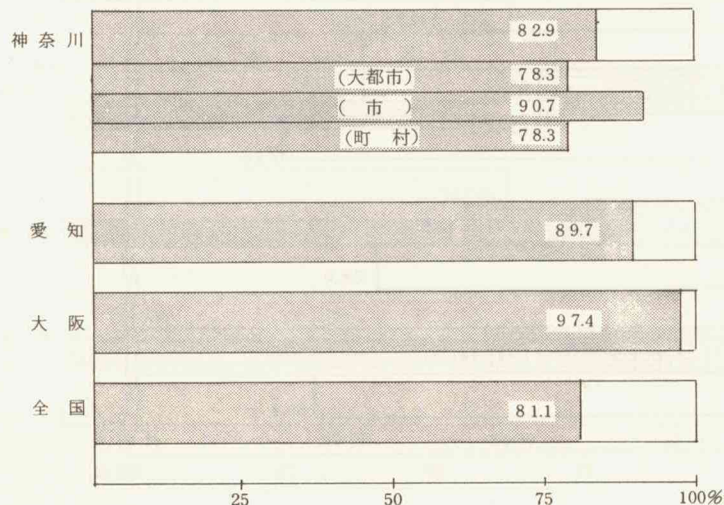 神奈川 82.9
(大都市) 78.3
(市) 90.7
(町村) 78.3
愛知 89.7
大阪 97.4
全国 81.1
25 50 75 100%